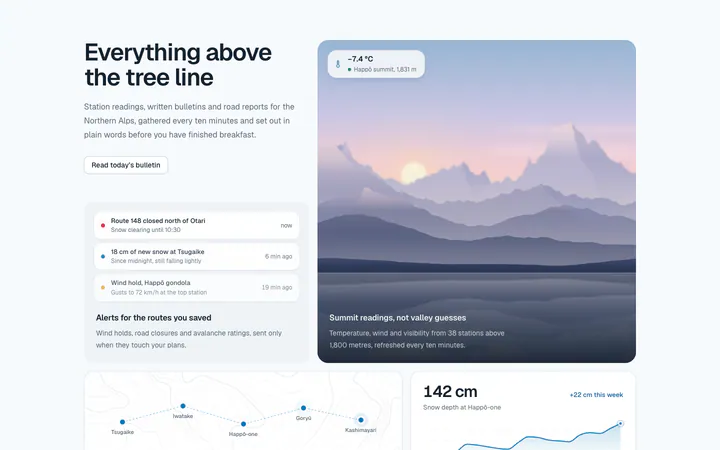 Everything above
the tree line
Station readings, written bulletins and road reports for the
Northern Alps, gathered every ten minutes and set out in
plain words before you have finished breakfast.
Read today's bulletin
Route 148 closed north of Otari
Snow clearing until 10:30
now
18 cm of new snow at Tsugaike
Since midnight, still falling lightly
6 min ago
Wind hold, Happō gondola
Gusts to 72 km/h at the top station
19 min ago
Alerts for the routes you saved
Wind holds, road closures and avalanche ratings, sent only
when they touch your plans.
−7.4 °C
Happō summit, 1,831 m
Summit readings, not valley guesses
Temperature, wind and visibility from 38 stations above
1,800 metres, refreshed every ten minutes.
Tsugaike
Iwatake
Happō-one
Goryū
Kashimayari
142 cm
Snow depth at Happō-one
+22 cm this week